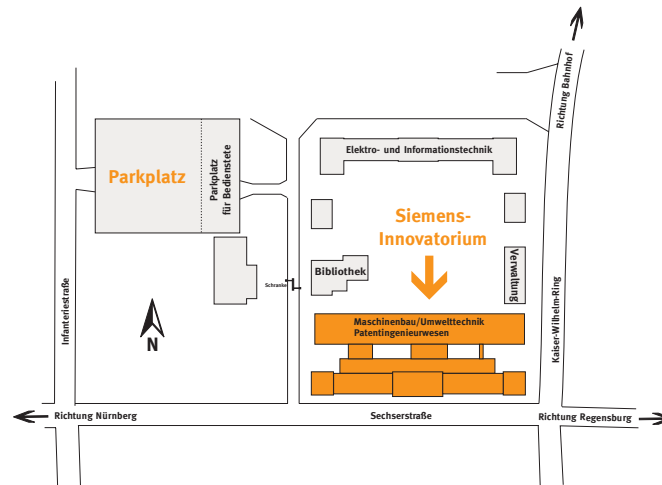 Richtung Bahnhof
Elektro- und Informationstechnik
Parkplatz
Parkplatz
für Bedienstete
Siemens-
Innovatorium
Bibliothek
Verwaltung
Schranke
Infanteriestraße
Kaiser-Wilhelm-Ring
N
Maschinenbau/Umwelttechnik
Patentingenieurwesen
Richtung Nürnberg
Sechserstraße
Richtung Regensburg